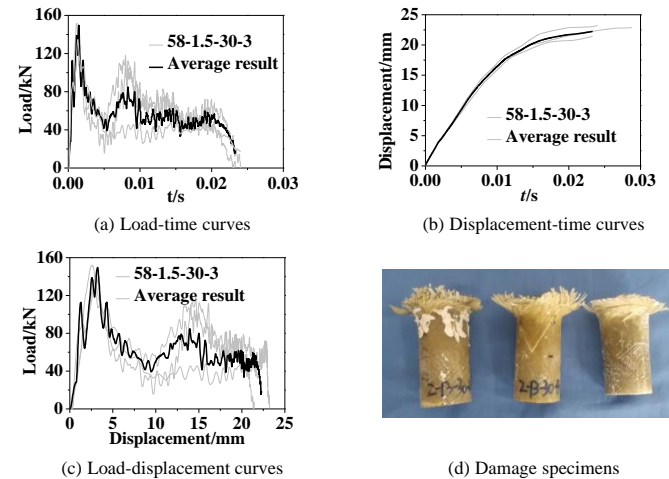 160
120
80
40
0
Load/kN
58-1.5-30-3
Average result
0.00 0.01 0.02 0.03
t/s
(a) Load-time curves
25
20
15
10
5
0
Displacement/mm
58-1.5-30-3
Average result
0.00 0.01 0.02 0.03
t/s
(b) Displacement-time curves
160
120
80
40
0
Load/kN
58-1.5-30-3
Average result
0 5 10 15 20 25
Displacement/mm
(c) Load-displacement curves
(d) Damage specimens